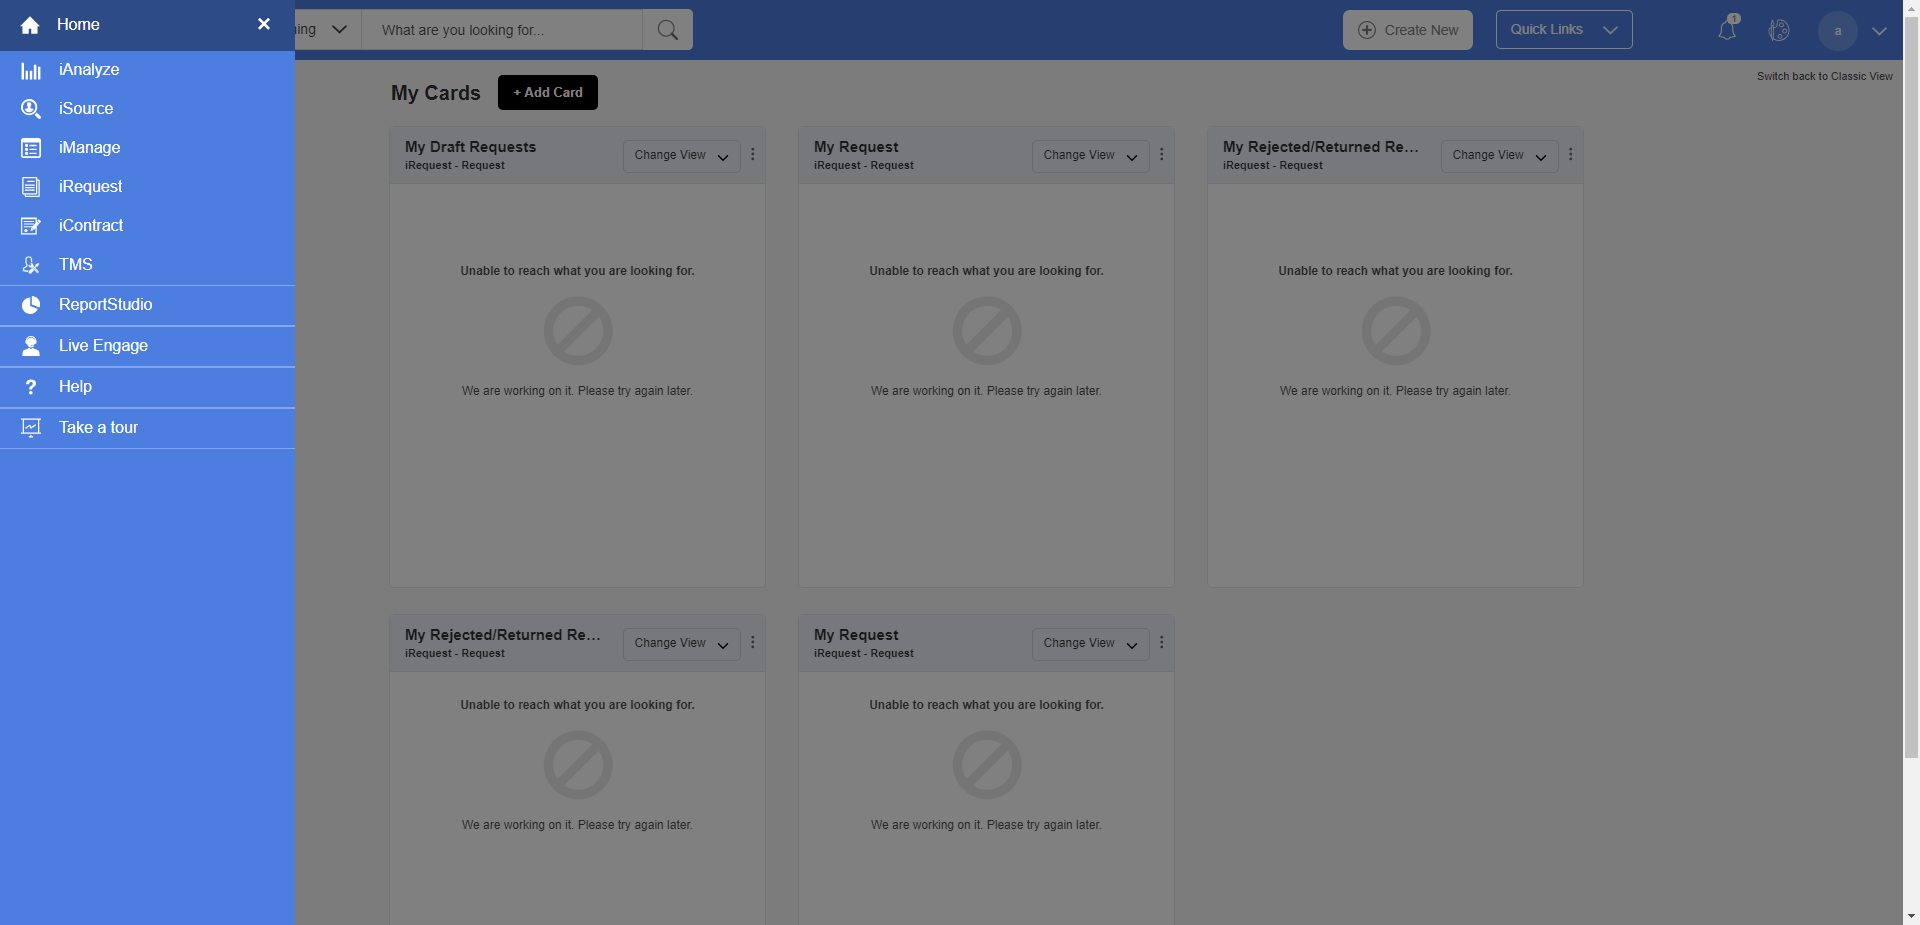 Home
iAnalyze
iSource
iManage
iRequest
iContract
TMS
ReportStudio
Live Engage
? Help
Take a tour
What are you looking for...
+ Create New
Quick Links
1
a
Switch back to Classic View
My Cards
+ Add Card
My Draft Requests
iRequest - Request
Change View
Unable to reach what you are looking for.
We are working on it. Please try again later.
My Request
iRequest - Request
Change View
Unable to reach what you are looking for.
We are working on it. Please try again later.
My Rejected/Returned Re...
iRequest - Request
Change View
Unable to reach what you are looking for.
We are working on it. Please try again later.
My Rejected/Returned Re...
iRequest - Request
Change View
Unable to reach what you are looking for.
We are working on it. Please try again later.
My Request
iRequest - Request
Change View
Unable to reach what you are looking for.
We are working on it. Please try again later.